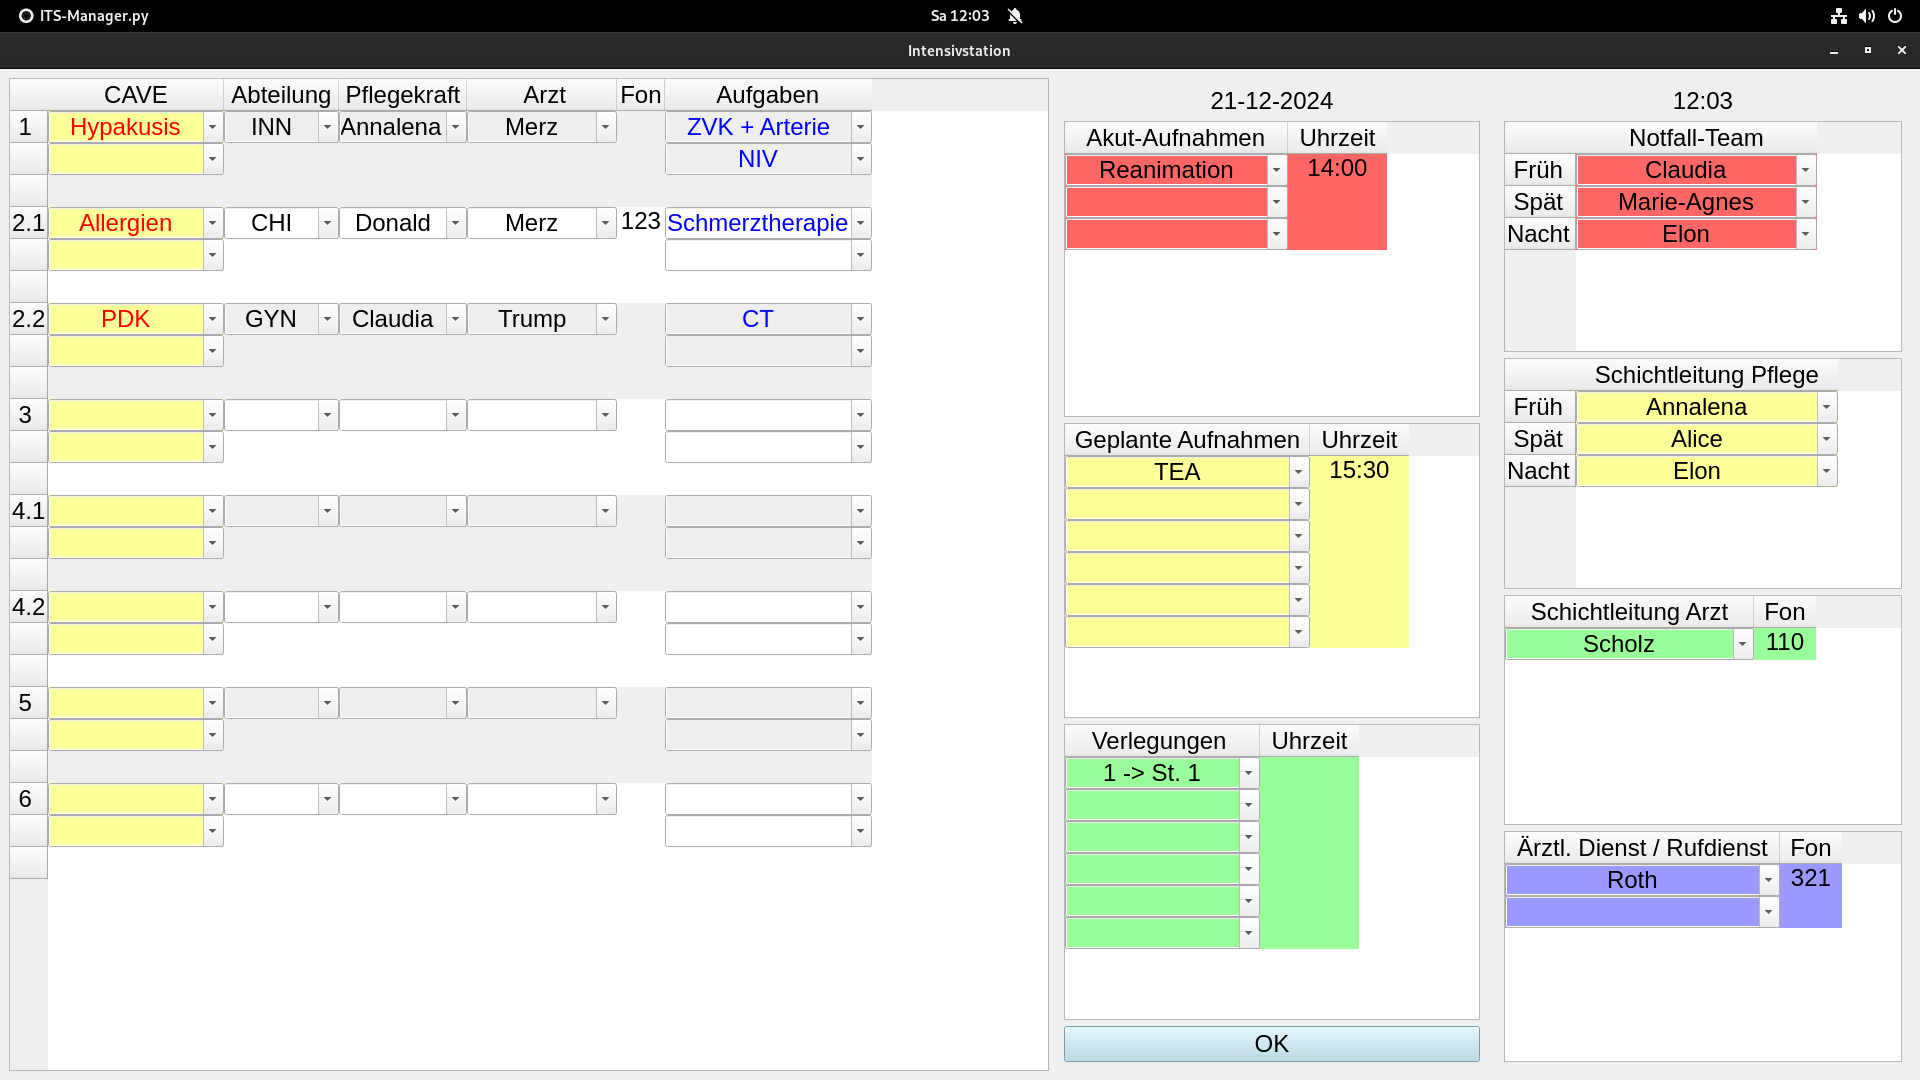 ITS-Manager.py Sa 12:03
Intensivstation
CAVE Abteilung Pflegekraft Arzt Fon Aufgaben
1 Hypakusis INN Annalena Merz ZVK + Arterie
NIV
2.1 Allergien CHI Donald Merz 123 Schmerztherapie
2.2 PDK GYN Claudia Trump CT
3
4.1
4.2
5
6
21-12-2024
Akut-Aufnahmen Uhrzeit
Reanimation 14:00
Geplante Aufnahmen Uhrzeit
TEA 15:30
Verlegungen Uhrzeit
1 -> St. 1
OK
12:03
Notfall-Team
Früh Claudia
Spät Marie-Agnes
Nacht Elon
Schichtleitung Pflege
Früh Annalena
Spät Alice
Nacht Elon
Schichtleitung Arzt Fon
Scholz 110
Ärztl. Dienst / Rufdienst Fon
Roth 321